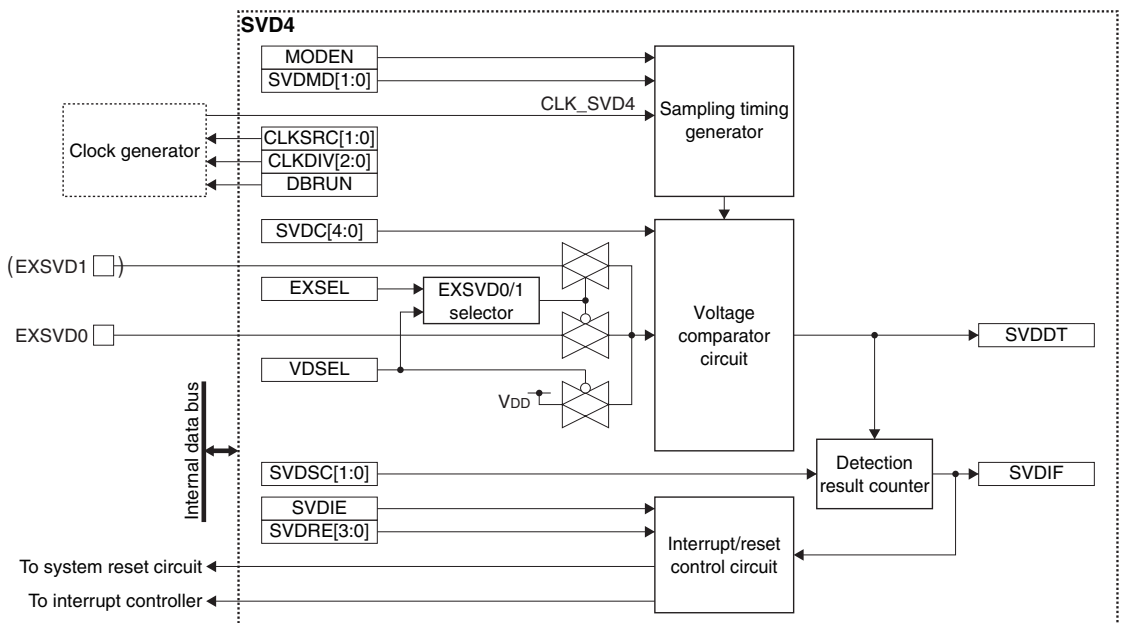 SVD4
MODEN
SVDMD[1:0]
CLK_SVD4
Sampling timing
generator
Clock generator
CLKSRC[1:0]
CLKDIV[2:0]
DBRUN
SVDC[4:0]
(EXSVD1 )
EXSEL
EXSVD0/1
selector
Voltage
comparator
circuit
EXSVD0
SVDDT
VDSEL
VDD
Internal data bus
SVDSC[1:0]
Detection
result counter
SVDIF
SVDIE
SVDRE[3:0]
Interrupt/reset
control circuit
To system reset circuit
To interrupt controller